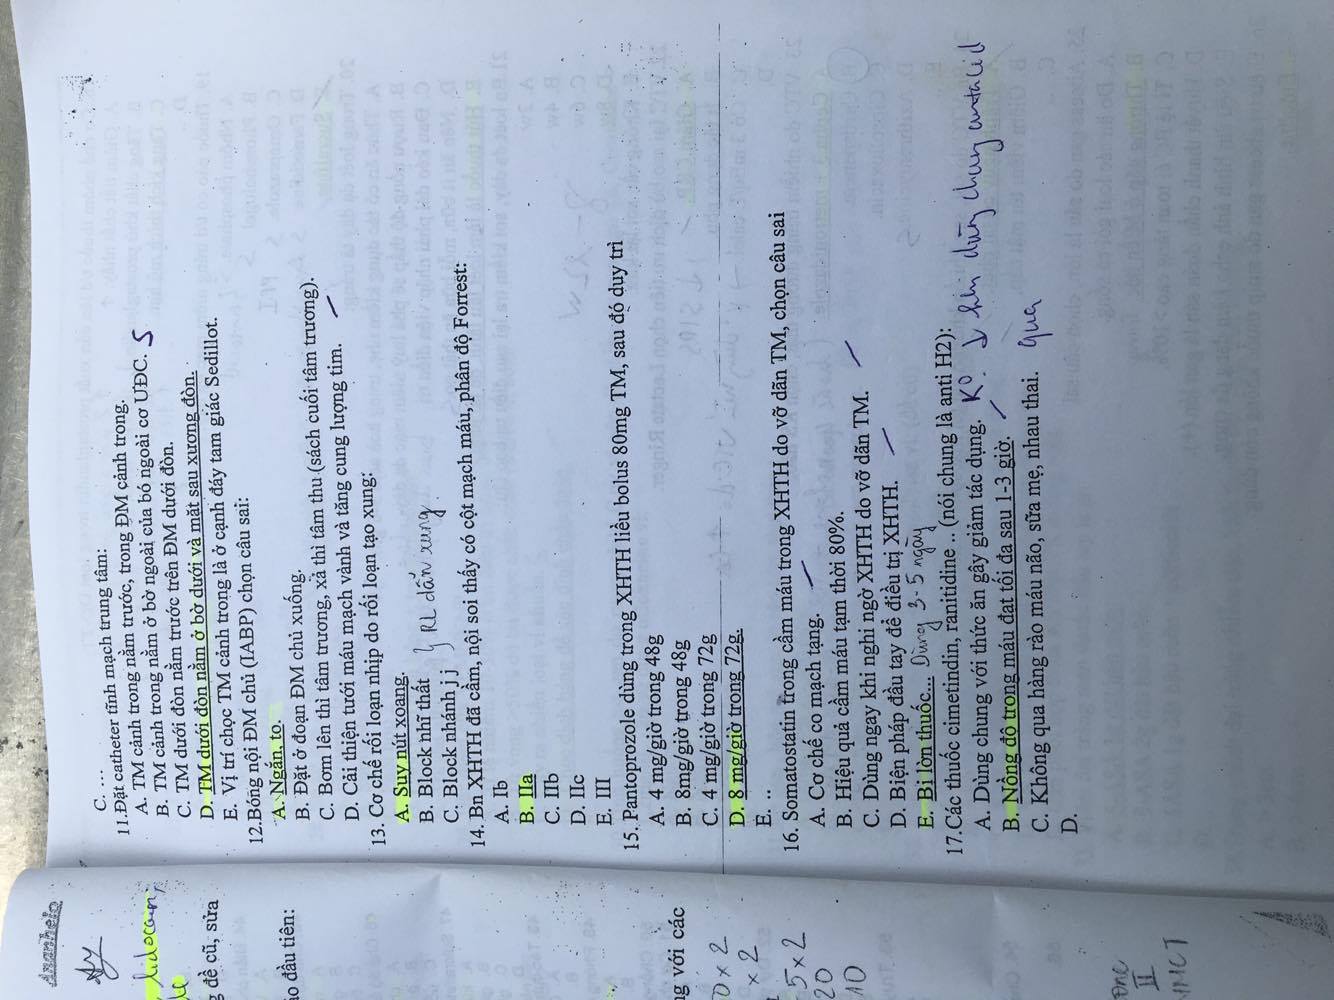 Ananhelo
lidocain,
g đề cũ, sửa
io đầu tiên:
ng với các
0 x 2
x 2
5 x 2
20
10
one
II
NMCT
C. ...
11.Đặt catheter tĩnh mạch trung tâm:
A. TM cảnh trong nằm trước, trong ĐM cảnh trong.
B. TM cảnh trong nằm ở bờ ngoài của bó ngoài cơ UĐC. S
C. TM dưới đòn nằm trước trên ĐM dưới đòn.
D. TM dưới đòn nằm ở bờ dưới và mặt sau xương đòn.
E. Vị trí chọc TM cảnh trong là ở cạnh đáy tam giác Sedillot.
12.Bóng nội ĐM chủ (IABP) chọn câu sai:
A. Ngắn, to.
B. Đặt ở đoạn ĐM chủ xuống.
C. Bơm lên thì tâm trương, xả thì tâm thu (sách cuối tâm trương).
D. Cải thiện tưới máu mạch vành và tăng cung lượng tim.
13. Cơ chế rối loạn nhịp do rối loạn tạo xung:
A. Suy nút xoang.
B. Block nhĩ thất
C. Block nhánh j j
} RL dẫn xung
14. Bn XHTH đã cầm, nội soi thấy có cột mạch máu, phân độ Forrest:
A. Ib
B. IIa
C. IIb
D. IIc
E. III
15. Pantoprozole dùng trong XHTH liều bolus 80mg TM, sau đó duy trì
A. 4 mg/giờ trong 48g
B. 8mg/giờ trong 48g
C. 4 mg/giờ trong 72g
D. 8 mg/giờ trong 72g.
E. ..
16. Somatostatin trong cầm máu trong XHTH do vỡ dãn TM, chọn câu sai
A. Cơ chế co mạch tạng.
B. Hiệu quả cầm máu tạm thời 80%.
C. Dùng ngay khi nghi ngờ XHTH do vỡ dãn TM.
D. Biện pháp đầu tay để điều trị XHTH.
E. Bị lờn thuốc... Dùng 3-5 ngày
17.Các thuốc cimetindin, ranitidine .. (nói chung là anti H2):
A. Dùng chung với thức ăn gây giảm tác dụng. K° ↓ khi dùng chung antacid
B. Nồng độ trong máu đạt tối đa sau 1-3 giờ.
C. Không qua hàng rào máu não, sữa mẹ, nhau thai. qua
D.